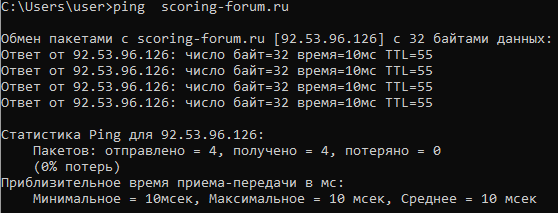 C:\Users\user>ping  scoring-forum.ru
Обмен пакетами с scoring-forum.ru [92.53.96.126] с 32 байтами данных:
Ответ от 92.53.96.126: число байт=32 время=10мс TTL=55
Ответ от 92.53.96.126: число байт=32 время=10мс TTL=55
Ответ от 92.53.96.126: число байт=32 время=10мс TTL=55
Ответ от 92.53.96.126: число байт=32 время=10мс TTL=55
Статистика Ping для 92.53.96.126:
    Пакетов: отправлено = 4, получено = 4, потеряно = 0
    (0% потерь)
Приблизительное время приема-передачи в мс:
    Минимальное = 10мсек, Максимальное = 10 мсек, Среднее = 10 мсек